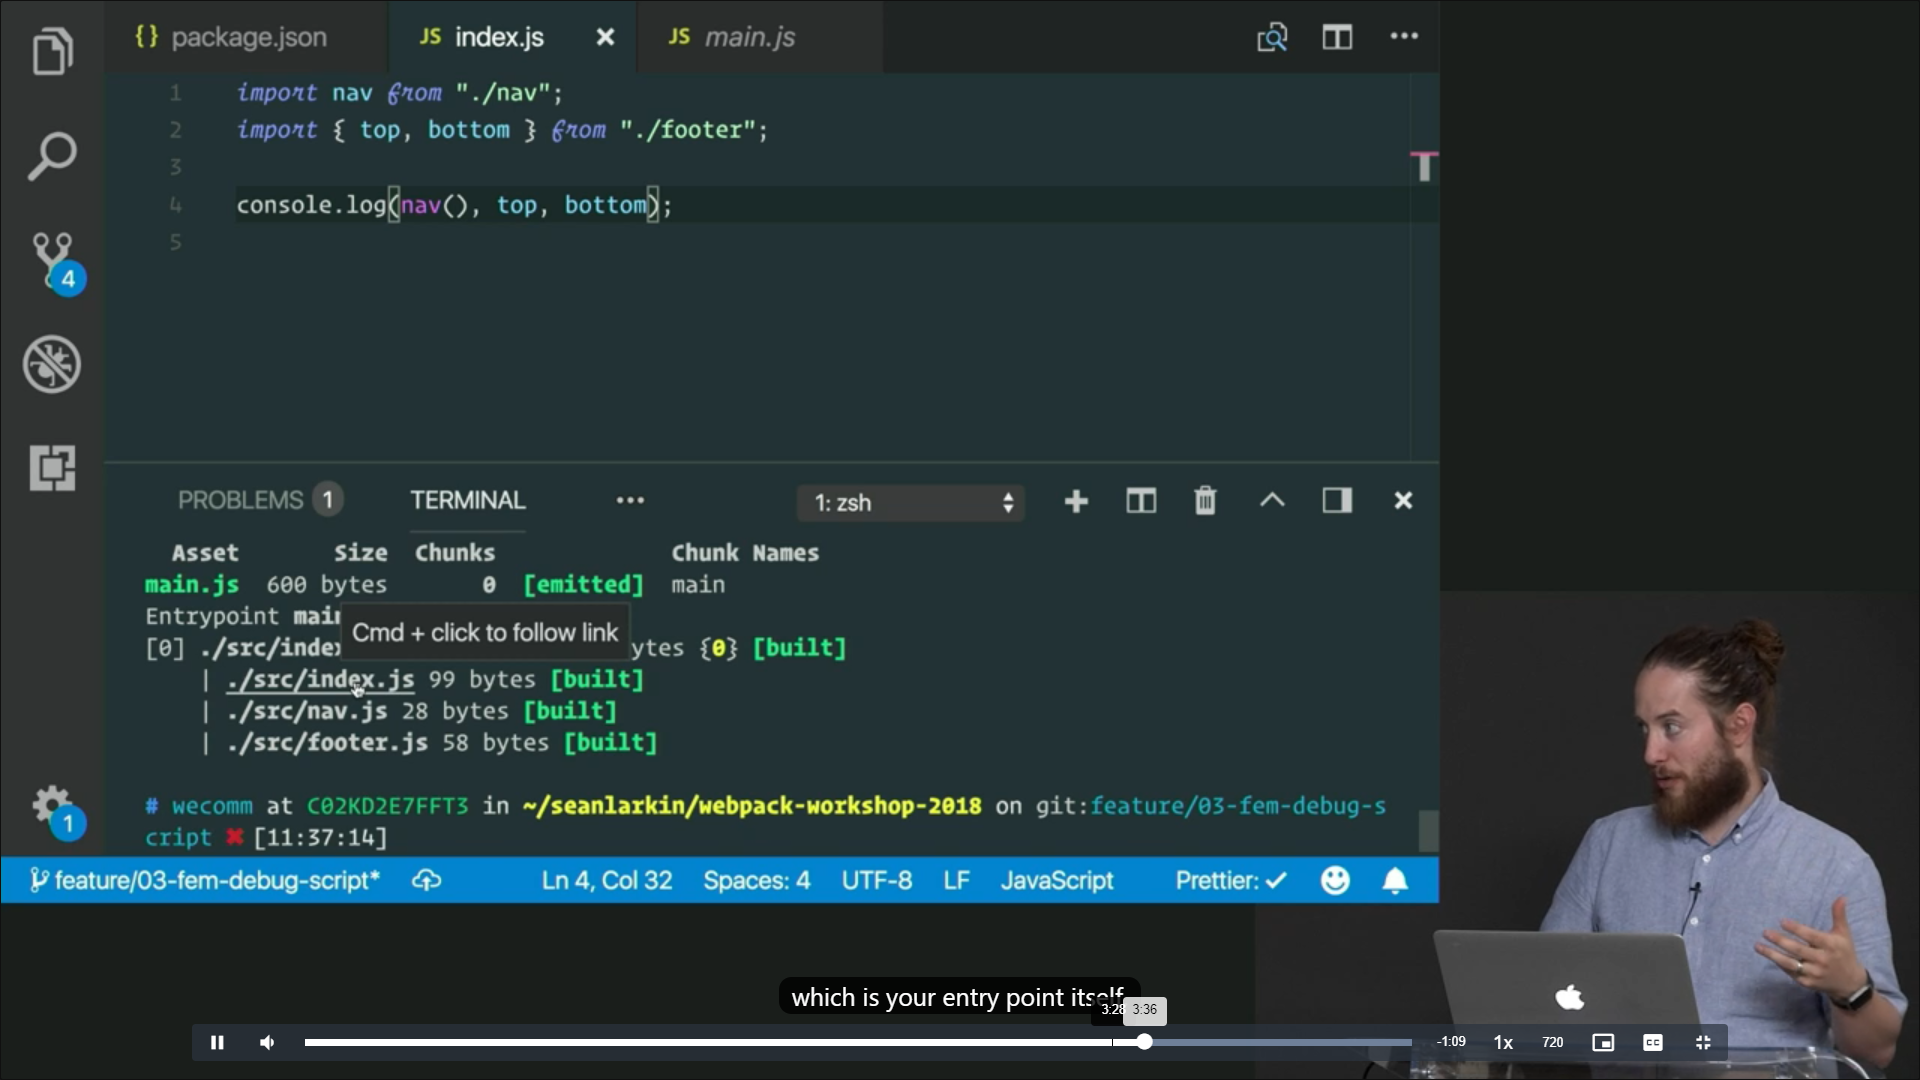 package.json
JS index.js
JS main.js
1 import nav from "./nav";
2 import { top, bottom } from "./footer";
3
4 console.log(nav(), top, bottom);
5
4
PROBLEMS 1
TERMINAL
1: zsh
Asset Size Chunks Chunk Names
main.js 600 bytes 0 [emitted] main
Entrypoint main
Cmd + click to follow link
[0] ./src/index ytes {0} [built]
| ./src/index.js 99 bytes [built]
| ./src/nav.js 28 bytes [built]
| ./src/footer.js 58 bytes [built]
# wecomm at C02KD2E7FFT3 in ~/seanlarkin/webpack-workshop-2018 on git:feature/03-fem-debug-s
cript ✖ [11:37:14]
1
feature/03-fem-debug-script*
Ln 4, Col 32
Spaces: 4
UTF-8
LF
JavaScript
Prettier: ✓
which is your entry point itself
3:28
3:36
-1:09
1x
720
CC